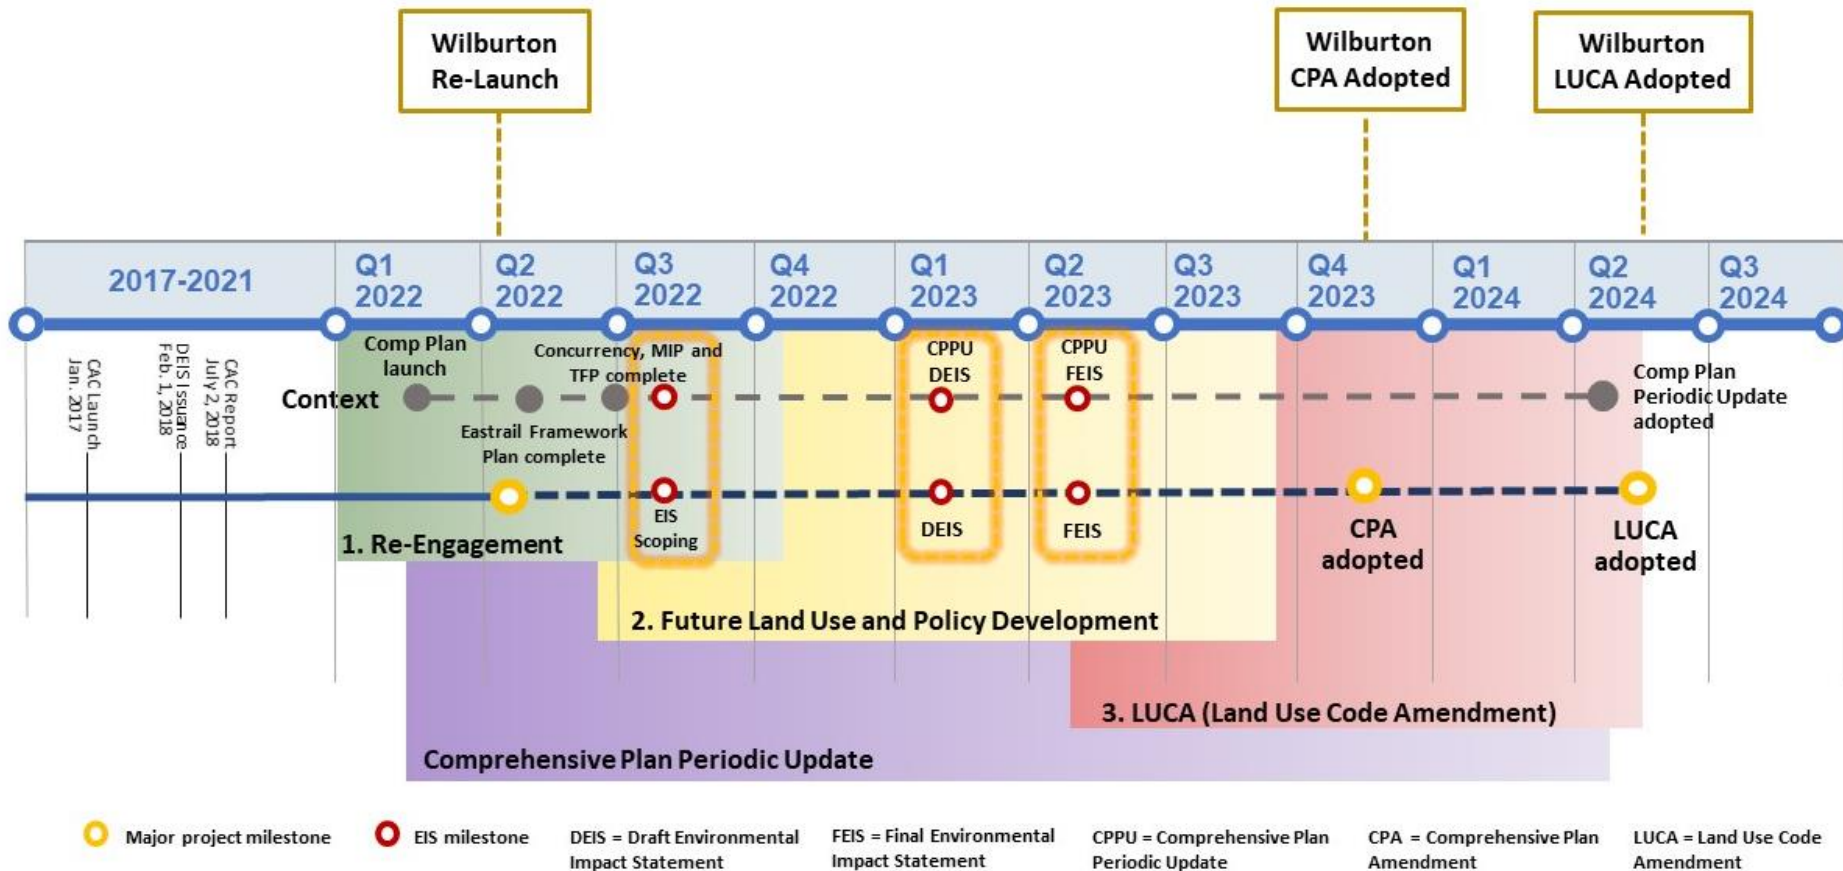 Wilburton
Re-Launch
Wilburton
CPA Adopted
Wilburton
LUCA Adopted
2017-2021
Q1
2022
Q2
2022
Q3
2022
Q4
2022
Q1
2023
Q2
2023
Q3
2023
Q4
2023
Q1
2024
Q2
2024
Q3
2024
CAC Launch
Jan. 2017
DEIS Issuance
Feb. 1, 2018
CAC Report
July 2, 2018
Context
Comp Plan
launch
Eastrail Framework
Plan complete
Concurrency, MIP and
TFP complete
CPPU
DEIS
CPPU
FEIS
Comp Plan
Periodic Update
adopted
EIS
Scoping
DEIS
FEIS
CPA
adopted
LUCA
adopted
1. Re-Engagement
2. Future Land Use and Policy Development
3. LUCA (Land Use Code Amendment)
Comprehensive Plan Periodic Update
Major project milestone
EIS milestone
DEIS = Draft Environmental
Impact Statement
FEIS = Final Environmental
Impact Statement
CPPU = Comprehensive Plan
Periodic Update
CPA = Comprehensive Plan
Amendment
LUCA = Land Use Code
Amendment